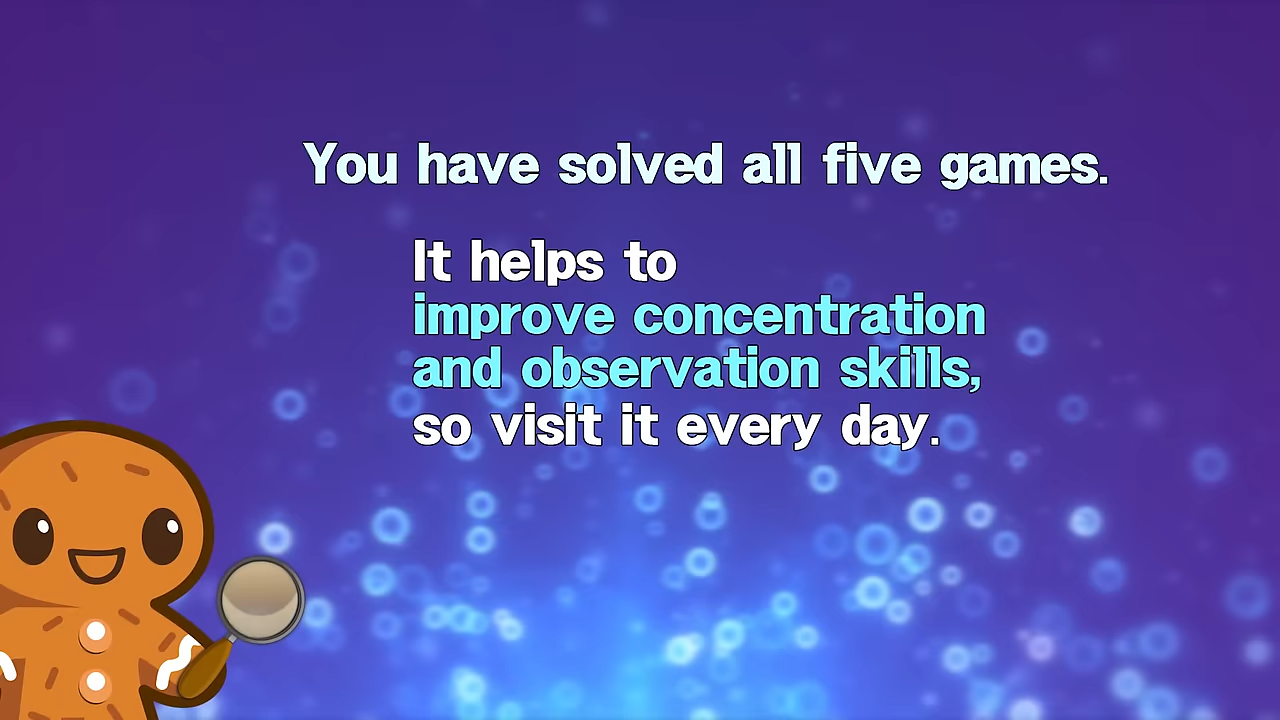 You have solved all five games.
It helps to
improve concentration
and observation skills,
so visit it every day.